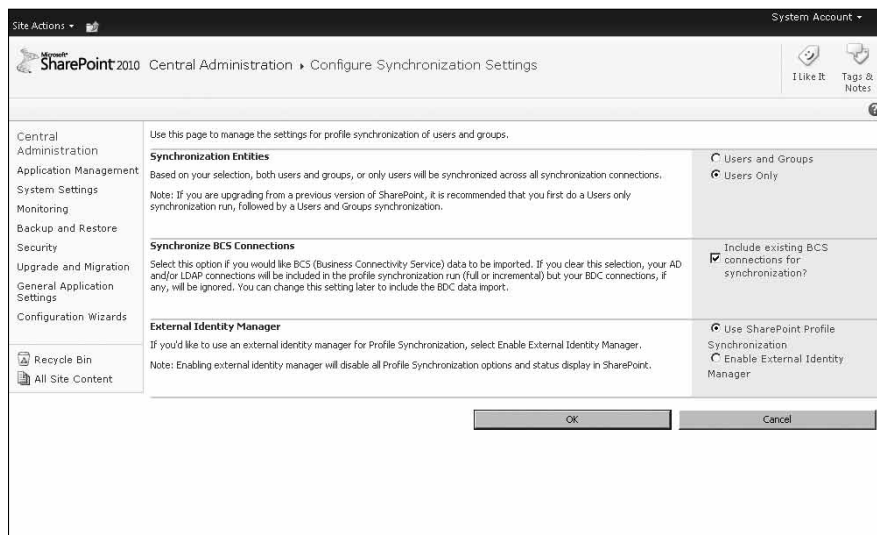 Site Actions
System Account
Microsoft
SharePoint 2010
Central Administration
Configure Synchronization Settings
I Like It
Tags &
Notes
Central
Administration
Application Management
System Settings
Monitoring
Backup and Restore
Security
Upgrade and Migration
General Application
Settings
Configuration Wizards
Recycle Bin
All Site Content
Use this page to manage the settings for profile synchronization of users and groups.
Synchronization Entities
Based on your selection, both users and groups, or only users will be synchronized across all synchronization connections.
Note: If you are upgrading from a previous version of SharePoint, it is recommended that you first do a Users only
synchronization run, followed by a Users and Groups synchronization.
Users and Groups
Users Only
Synchronize BCS Connections
Select this option if you would like BCS (Business Connectivity Service) data to be imported. If you clear this selection, your AD
and/or LDAP connections will be included in the profile synchronization run (full or incremental) but your BDC connections, if
any, will be ignored. You can change this setting later to include the BDC data import.
Include existing BCS
connections for
synchronization?
External Identity Manager
If you'd like to use an external identity manager for Profile Synchronization, select Enable External Identity Manager.
Note: Enabling external identity manager will disable all Profile Synchronization options and status display in SharePoint.
Use SharePoint Profile
Synchronization
Enable External Identity
Manager
OK
Cancel